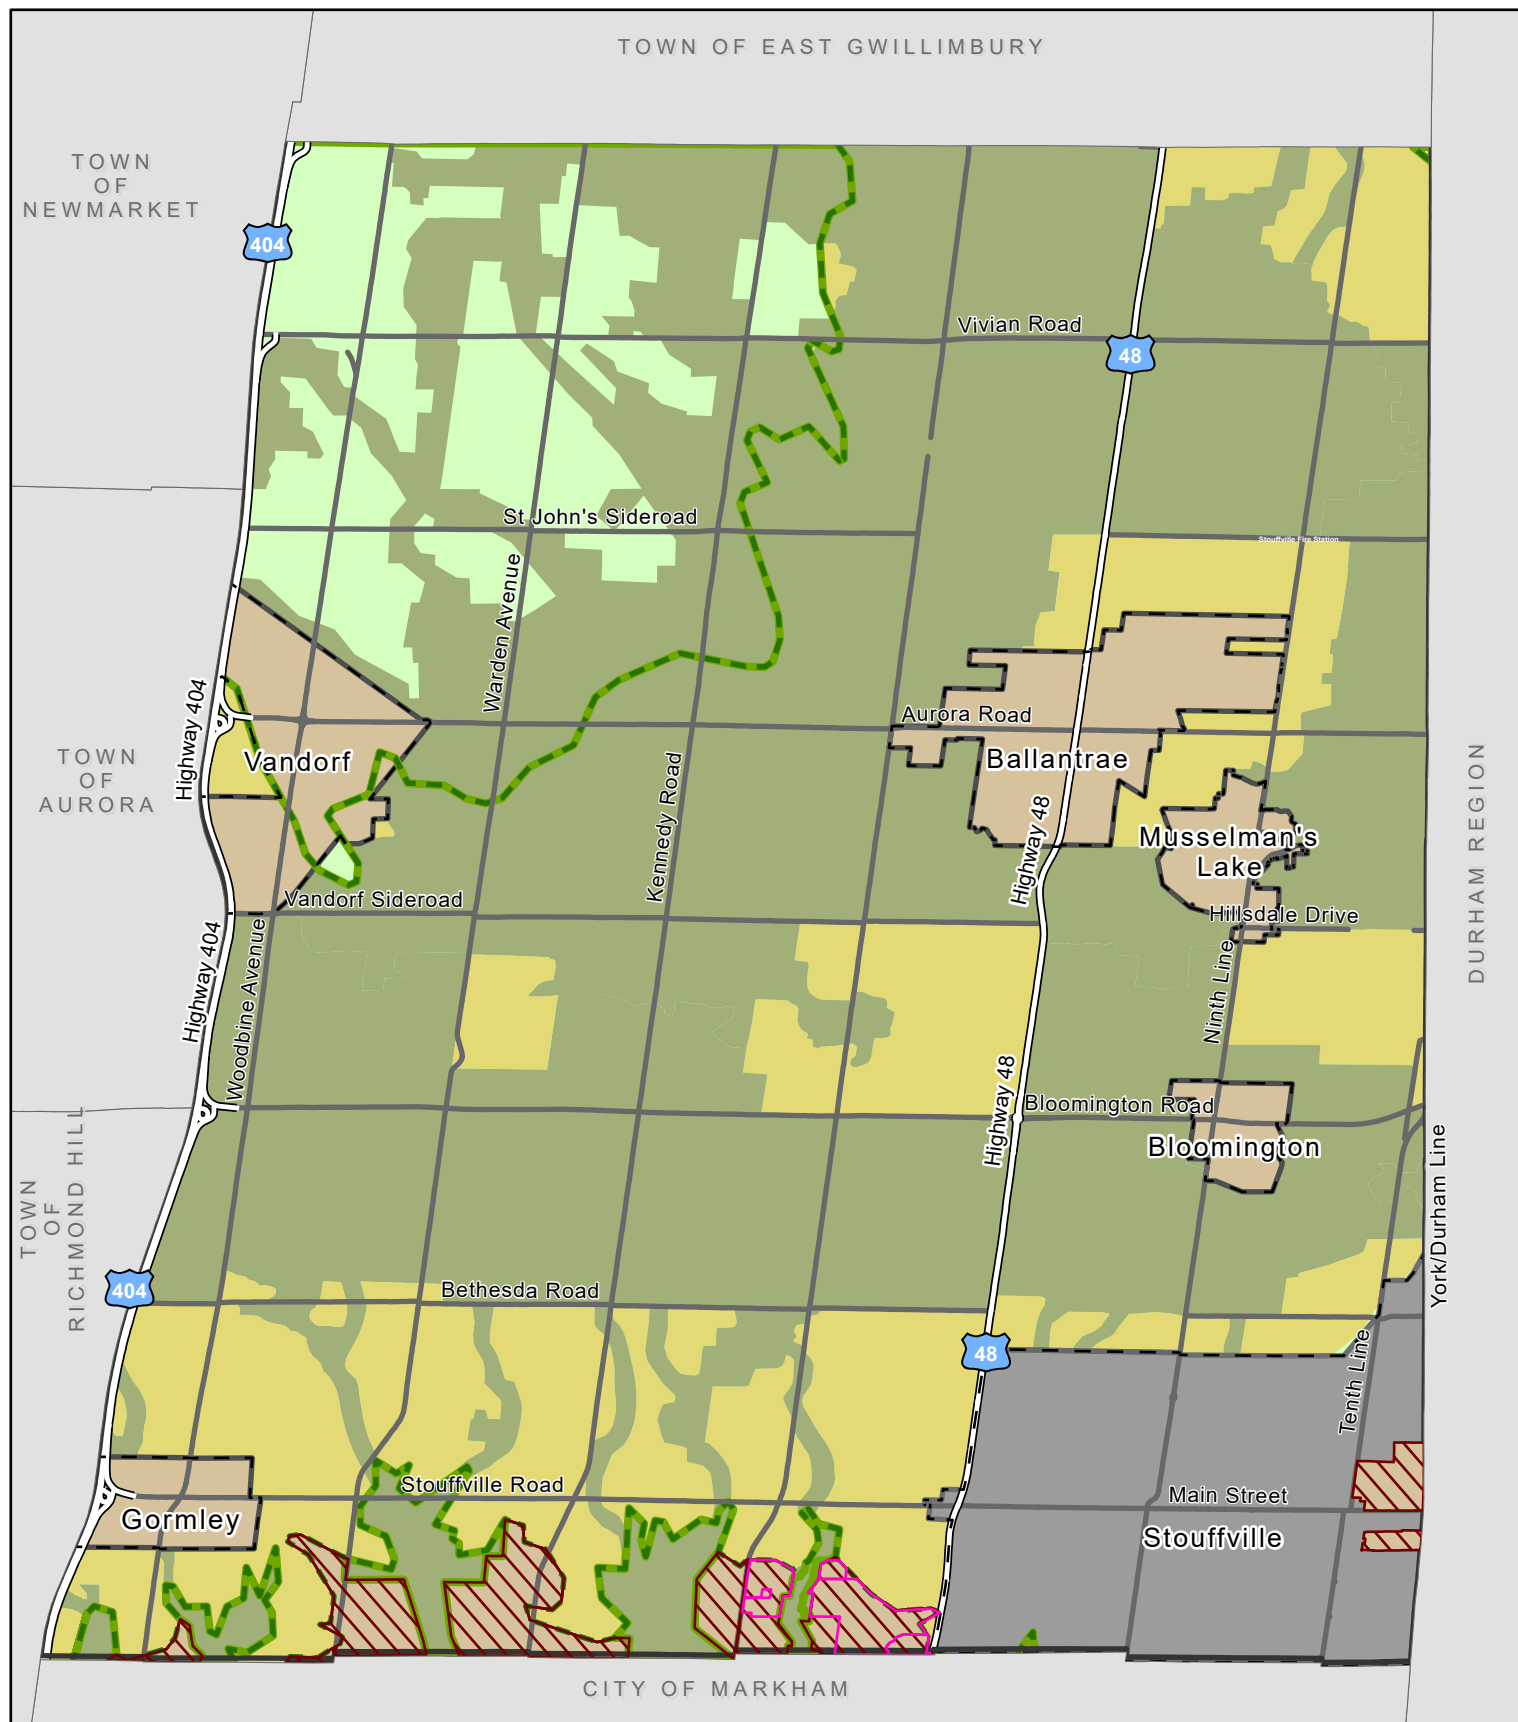 TOWN OF EAST GWILLIMBURY
TOWN
OF
NEWMARKET
404
Vivian Road
48
St John's Sideroad
Stouffville Fire Station
Warden Avenue
Highway 404
Aurora Road
Vandorf
Ballantrae
TOWN
OF
AURORA
DURHAM REGION
Kennedy Road
Highway 48
Musselman's
Lake
Vandorf Sideroad
Hillsdale Drive
Highway 404
Woodbine Avenue
Ninth Line
Highway 48
Bloomington Road
Bloomington
TOWN
OF
RICHMOND HILL
York/Durham Line
404
Bethesda Road
48
Tenth Line
Stouffville Road
Main Street
Gormley
Stouffville
CITY OF MARKHAM